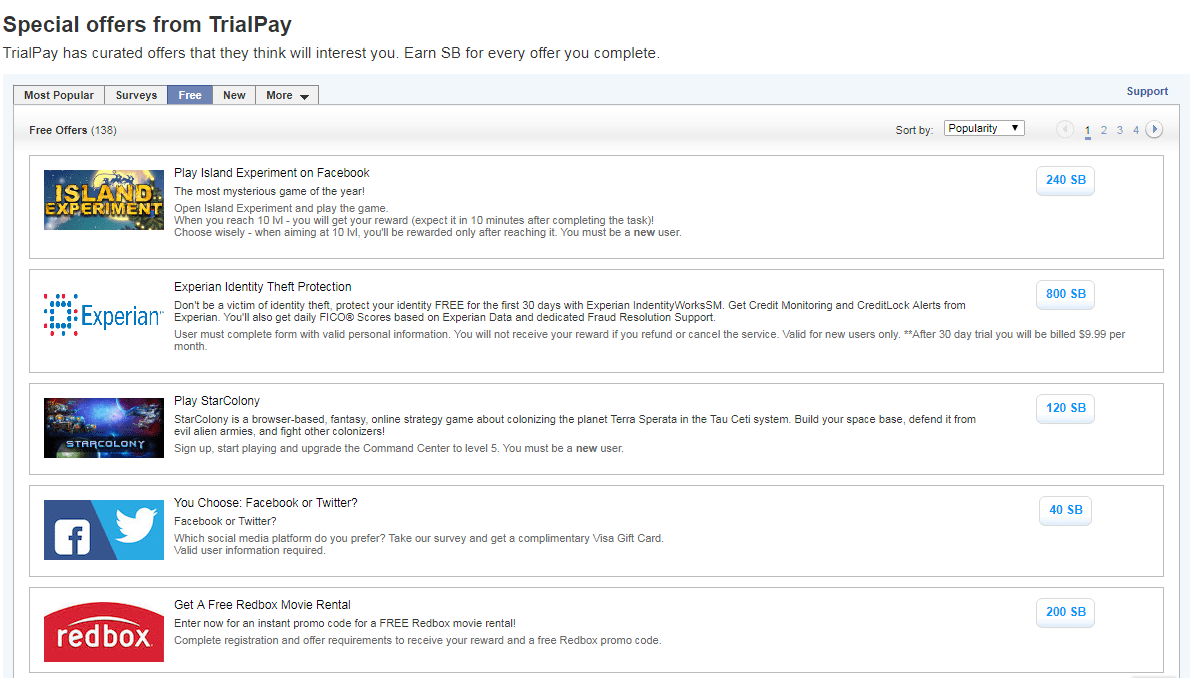 Special offers from TrialPay
TrialPay has curated offers that they think will interest you. Earn SB for every offer you complete.
Most Popular Surveys Free New More Support
Free Offers (138) Sort by: Popularity 1 2 3 4
ISLAND
EXPERIMENT
Play Island Experiment on Facebook
The most mysterious game of the year!
Open Island Experiment and play the game.
When you reach 10 lvl - you will get your reward (expect it in 10 minutes after completing the task)!
Choose wisely - when aiming at 10 lvl, you'll be rewarded only after reaching it. You must be a new user.
240 SB
Experian
Experian Identity Theft Protection
Don't be a victim of identity theft, protect your identity FREE for the first 30 days with Experian IndentityWorksSM. Get Credit Monitoring and CreditLock Alerts from
Experian. You'll also get daily FICO® Scores based on Experian Data and dedicated Fraud Resolution Support.
User must complete form with valid personal information. You will not receive your reward if you refund or cancel the service. Valid for new users only. **After 30 day trial you will be billed $9.99 per
month.
800 SB
STARCOLONY
Play StarColony
StarColony is a browser-based, fantasy, online strategy game about colonizing the planet Terra Sperata in the Tau Ceti system. Build your space base, defend it from
evil alien armies, and fight other colonizers!
Sign up, start playing and upgrade the Command Center to level 5. You must be a new user.
120 SB
You Choose: Facebook or Twitter?
Facebook or Twitter?
Which social media platform do you prefer? Take our survey and get a complimentary Visa Gift Card.
Valid user information required.
40 SB
redbox.
Get A Free Redbox Movie Rental
Enter now for an instant promo code for a FREE Redbox movie rental!
Complete registration and offer requirements to receive your reward and a free Redbox promo code.
200 SB